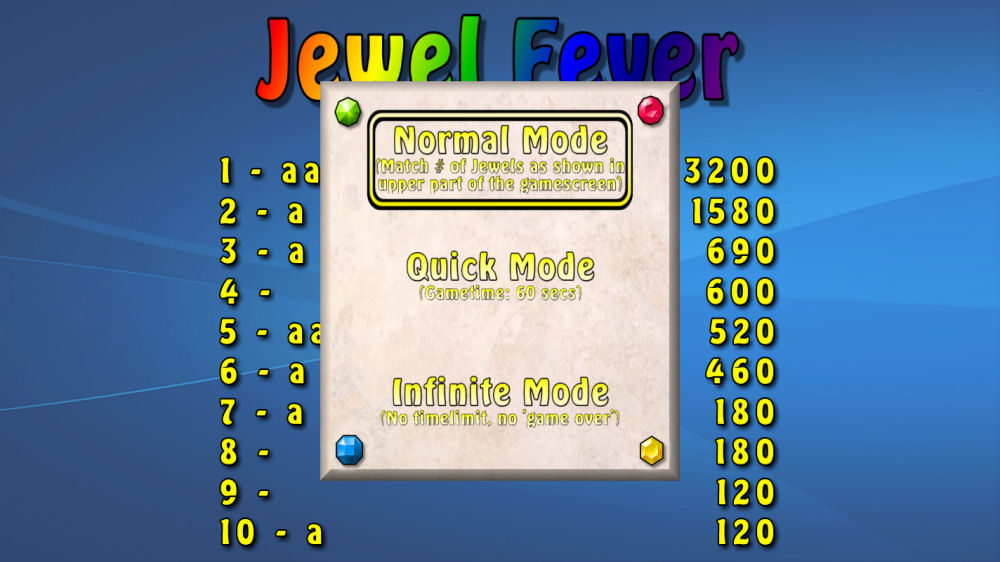 Jewel Fever
Normal Mode
(Match # of Jewels as shown in
upper part of the gamescreen)
Quick Mode
(Gametime: 60 secs)
Infinite Mode
(No timelimit, no 'game over')
1 - aa 3200
2 - a 1580
3 - a 690
4 - 600
5 - aa 520
6 - a 460
7 - a 180
8 - 180
9 - 120
10 - a 120